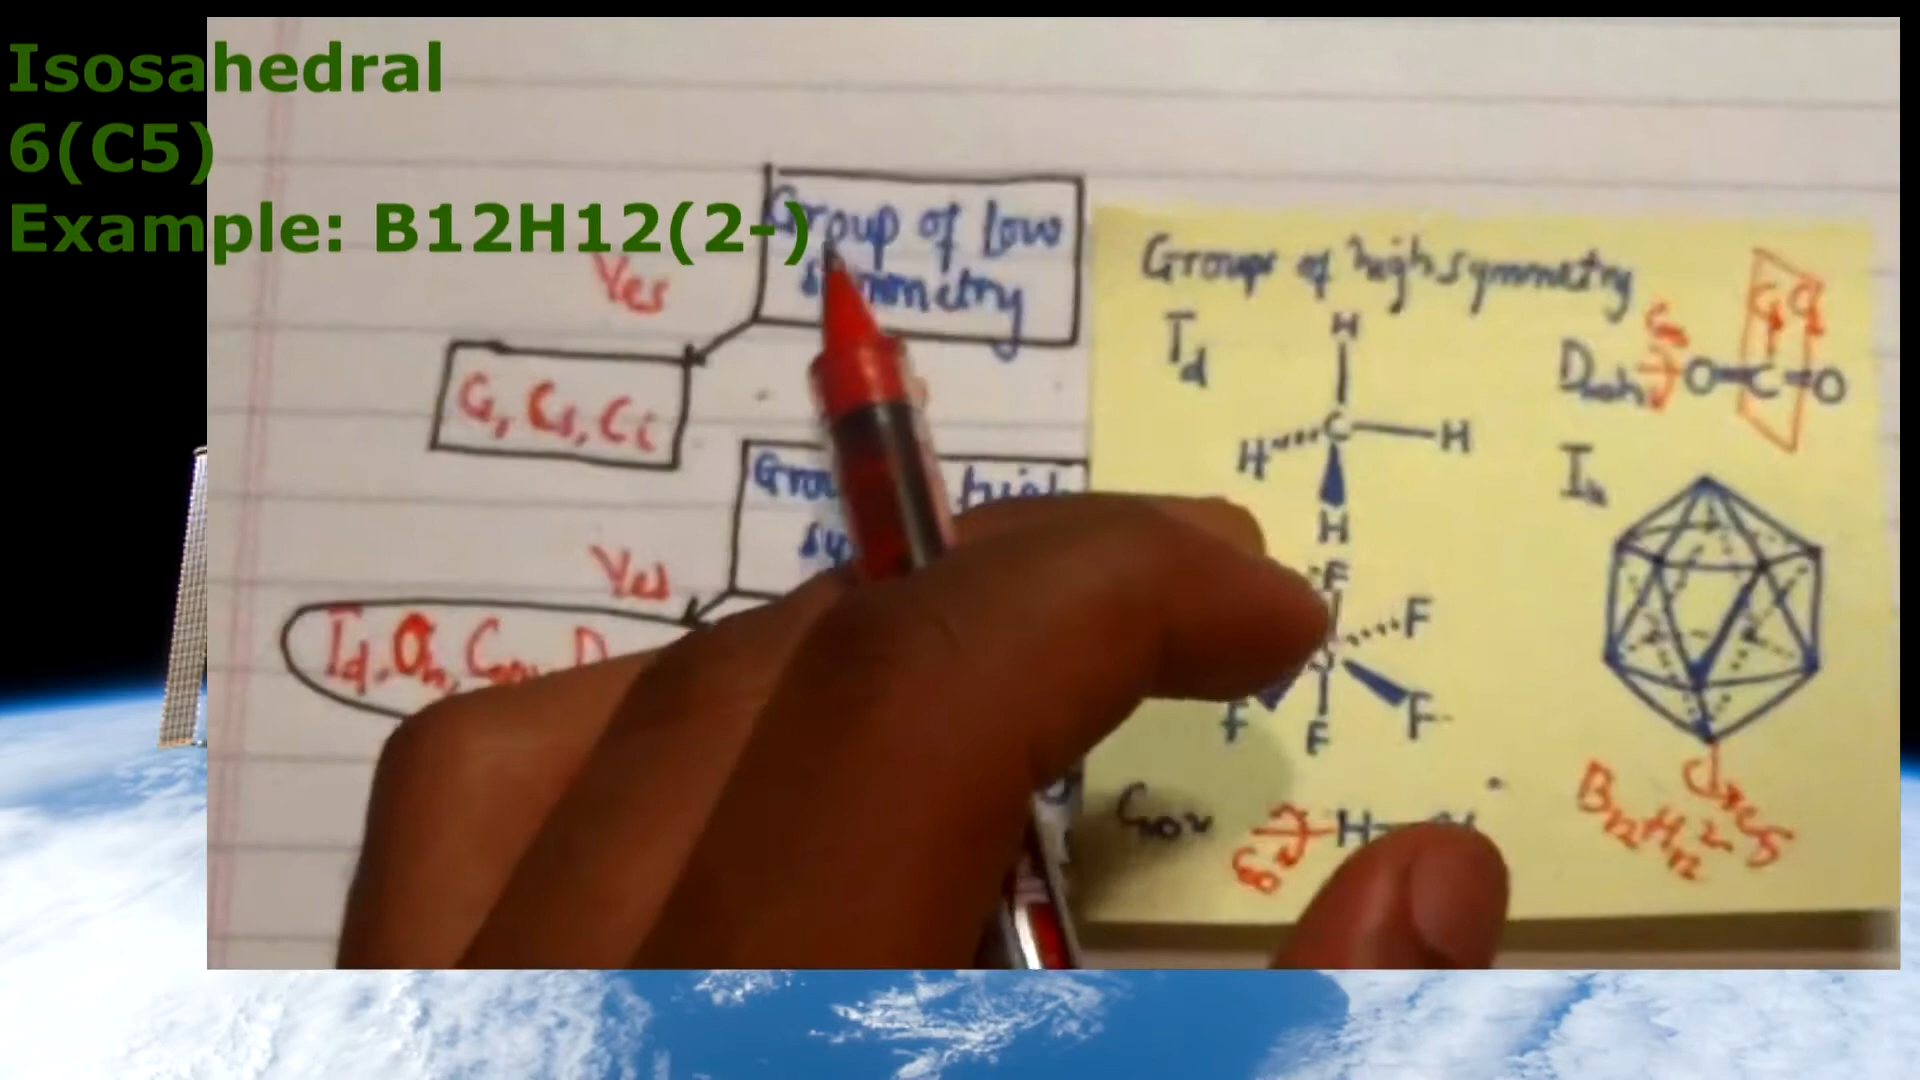 Isosahedral
6(C5)
Example: B12H12(2-)
Group of low
symmetry
Yes
C1, Cs, Ci
Yes
Td, Oh, C∞v, D
Groups of high symmetry
Td
H
H C H
H
D∞h
C∞
O=C=O
Ih
F
F
F
F
F
C∞v
C∞
H
B12H12 2-
C5